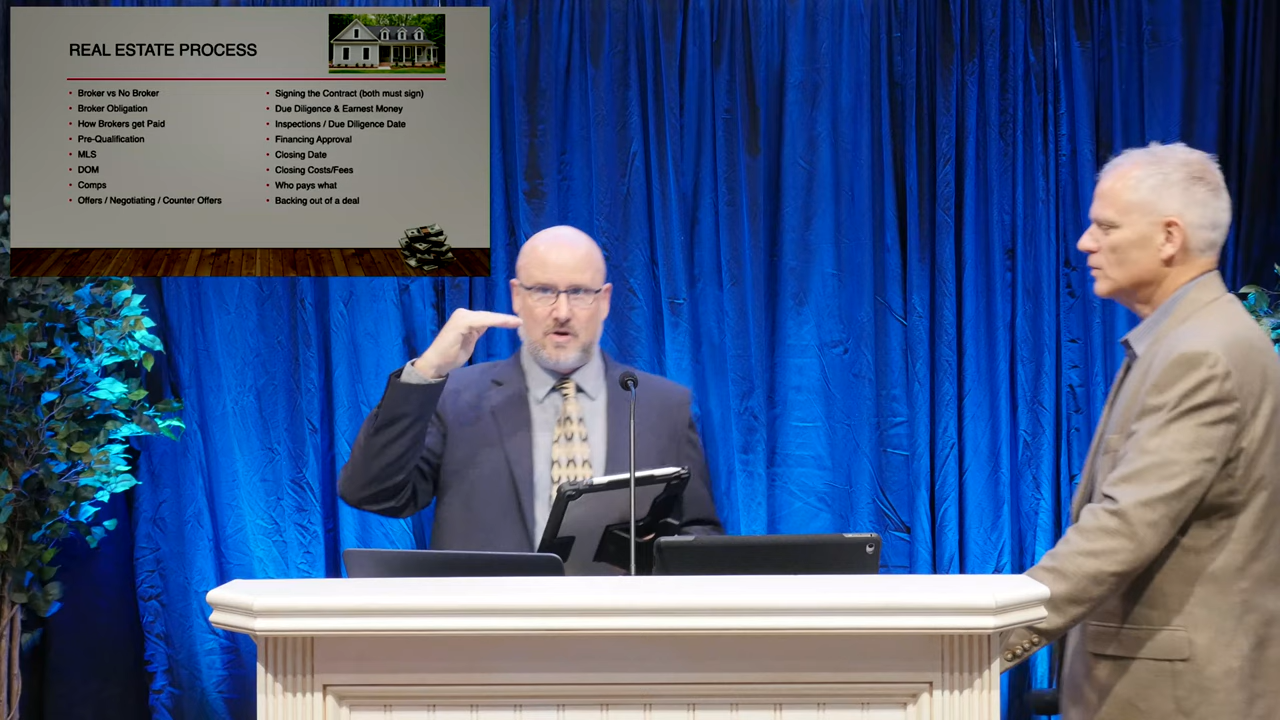 REAL ESTATE PROCESS
• Broker vs No Broker
• Broker Obligation
• How Brokers get Paid
• Pre-Qualification
• MLS
• DOM
• Comps
• Offers / Negotiating / Counter Offers
• Signing the Contract (both must sign)
• Due Diligence & Earnest Money
• Inspections / Due Diligence Date
• Financing Approval
• Closing Date
• Closing Costs/Fees
• Who pays what
• Backing out of a deal